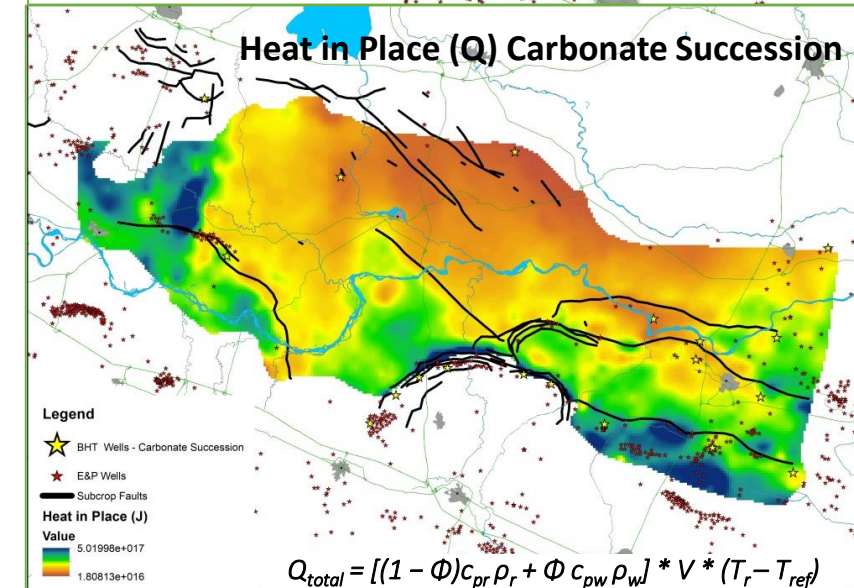 Heat in Place (Q) Carbonate Succession
Legend
BHT Wells - Carbonate Succession
E&P Wells
Subcrop Faults
Heat in Place (J)
Value
5.01998e+017
1.80813e+016
Q_total = [(1 − Φ)c_pr ρ_r + Φ c_pw ρ_w] * V * (T_r − T_ref)